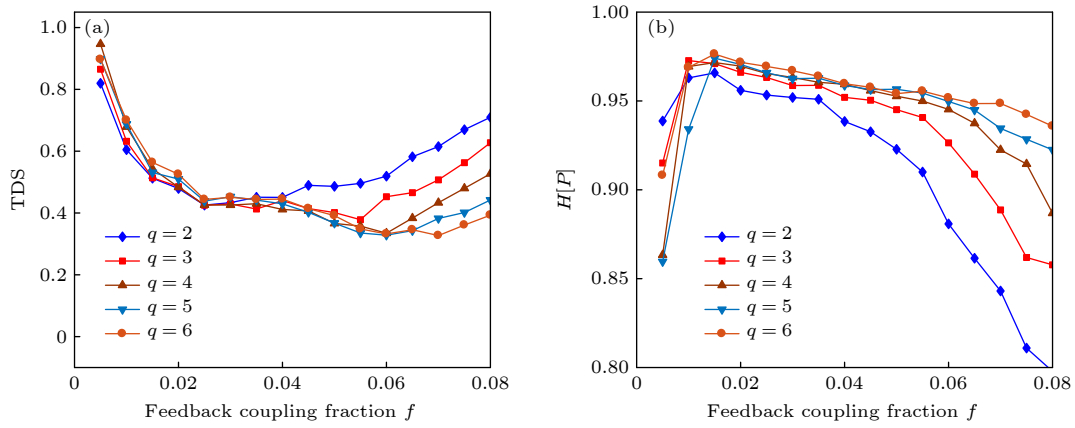 (a)
1.0
0.8
0.6
0.4
0.2
0
TDS
q = 2
q = 3
q = 4
q = 5
q = 6
0 0.02 0.04 0.06 0.08
Feedback coupling fraction f
(b)
1.00
0.95
0.90
0.85
0.80
H[P]
q = 2
q = 3
q = 4
q = 5
q = 6
0 0.02 0.04 0.06 0.08
Feedback coupling fraction f